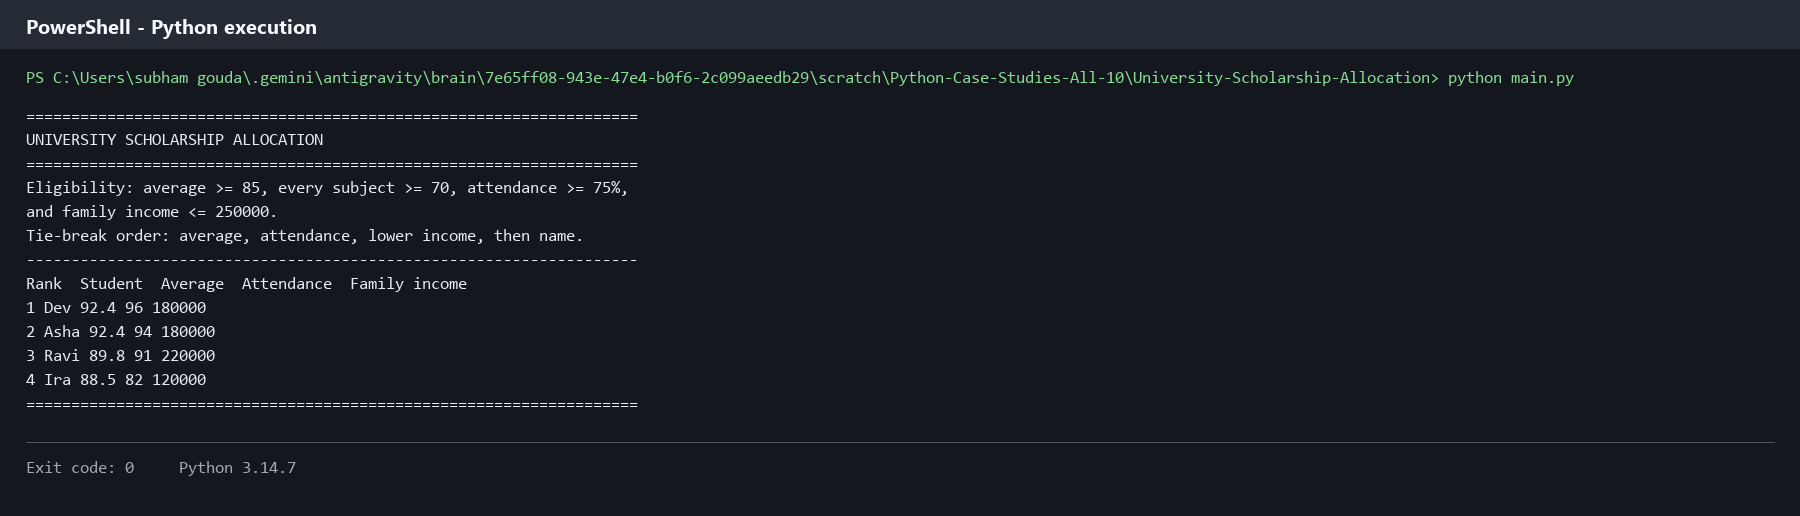 PowerShell - Python execution
PS C:\Users\subham gouda\.gemini\antigravity\brain\7e65ff08-943e-47e4-b0f6-2c099aeedb29\scratch\Python-Case-Studies-All-10\University-Scholarship-Allocation> python main.py
====================================================================
UNIVERSITY SCHOLARSHIP ALLOCATION
====================================================================
Eligibility: average >= 85, every subject >= 70, attendance >= 75%,
and family income <= 250000.
Tie-break order: average, attendance, lower income, then name.
--------------------------------------------------------------------
Rank  Student  Average  Attendance  Family income
1 Dev 92.4 96 180000
2 Asha 92.4 94 180000
3 Ravi 89.8 91 220000
4 Ira 88.5 82 120000
====================================================================
Exit code: 0     Python 3.14.7